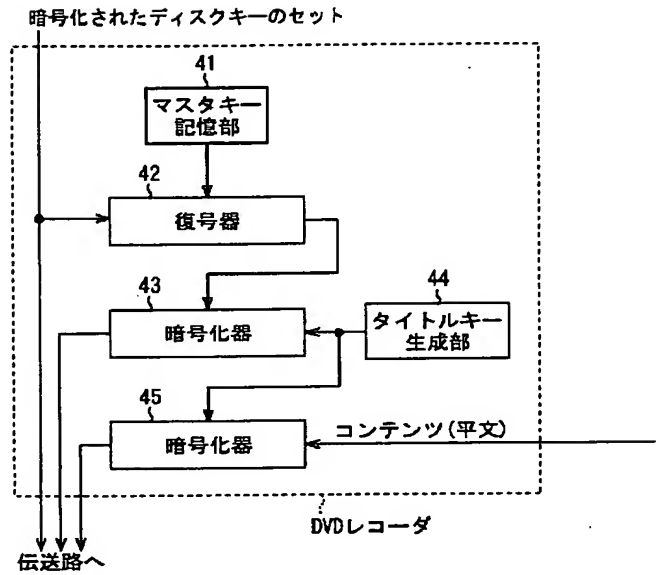 暗号化されたディスクキーのセット
41
マスタキー
記憶部
42
復号器
43
暗号化器
44
タイトルキー
生成部
45
暗号化器
コンテンツ(平文)
DVDレコーダ
伝送路へ